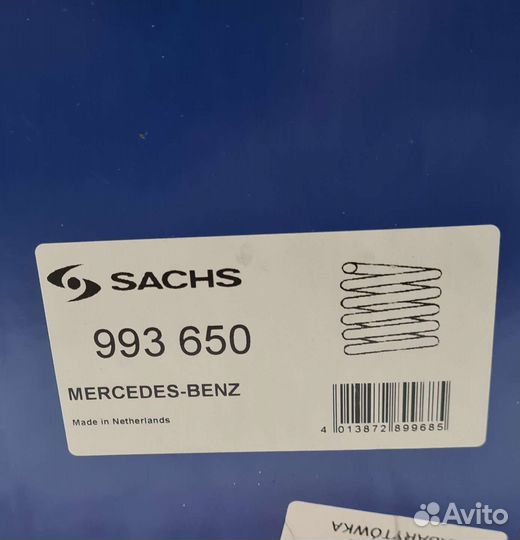 SACHS
993 650
MERCEDES-BENZ
Made in Netherlands
4 013872 899685
Avito